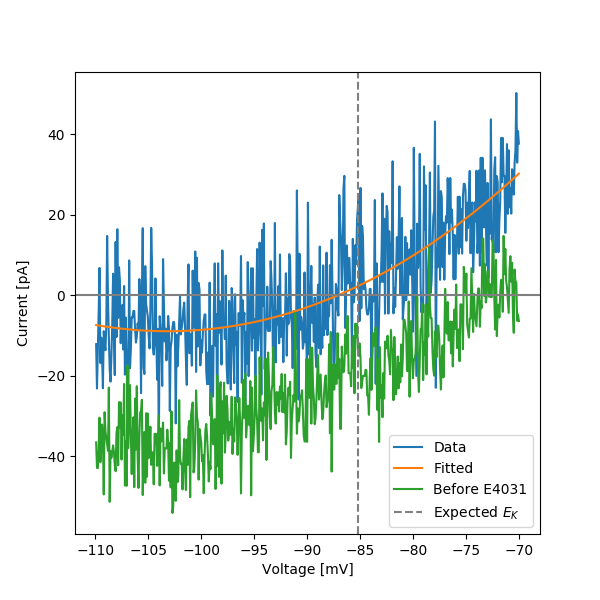 40
20
0
−20
−40
Current [pA]
−110 −105 −100 −95 −90 −85 −80 −75 −70
Voltage [mV]
Data
Fitted
Before E4031
Expected E_K